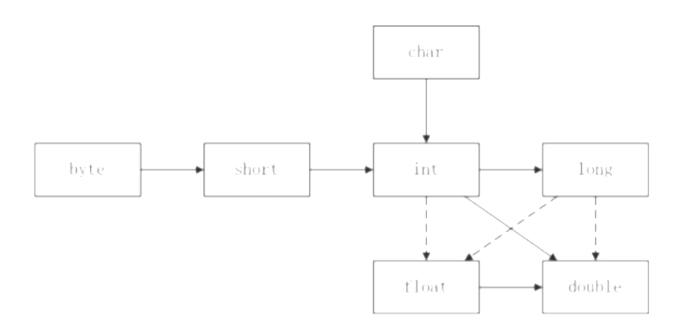 char
byte
short
int
long
float
double